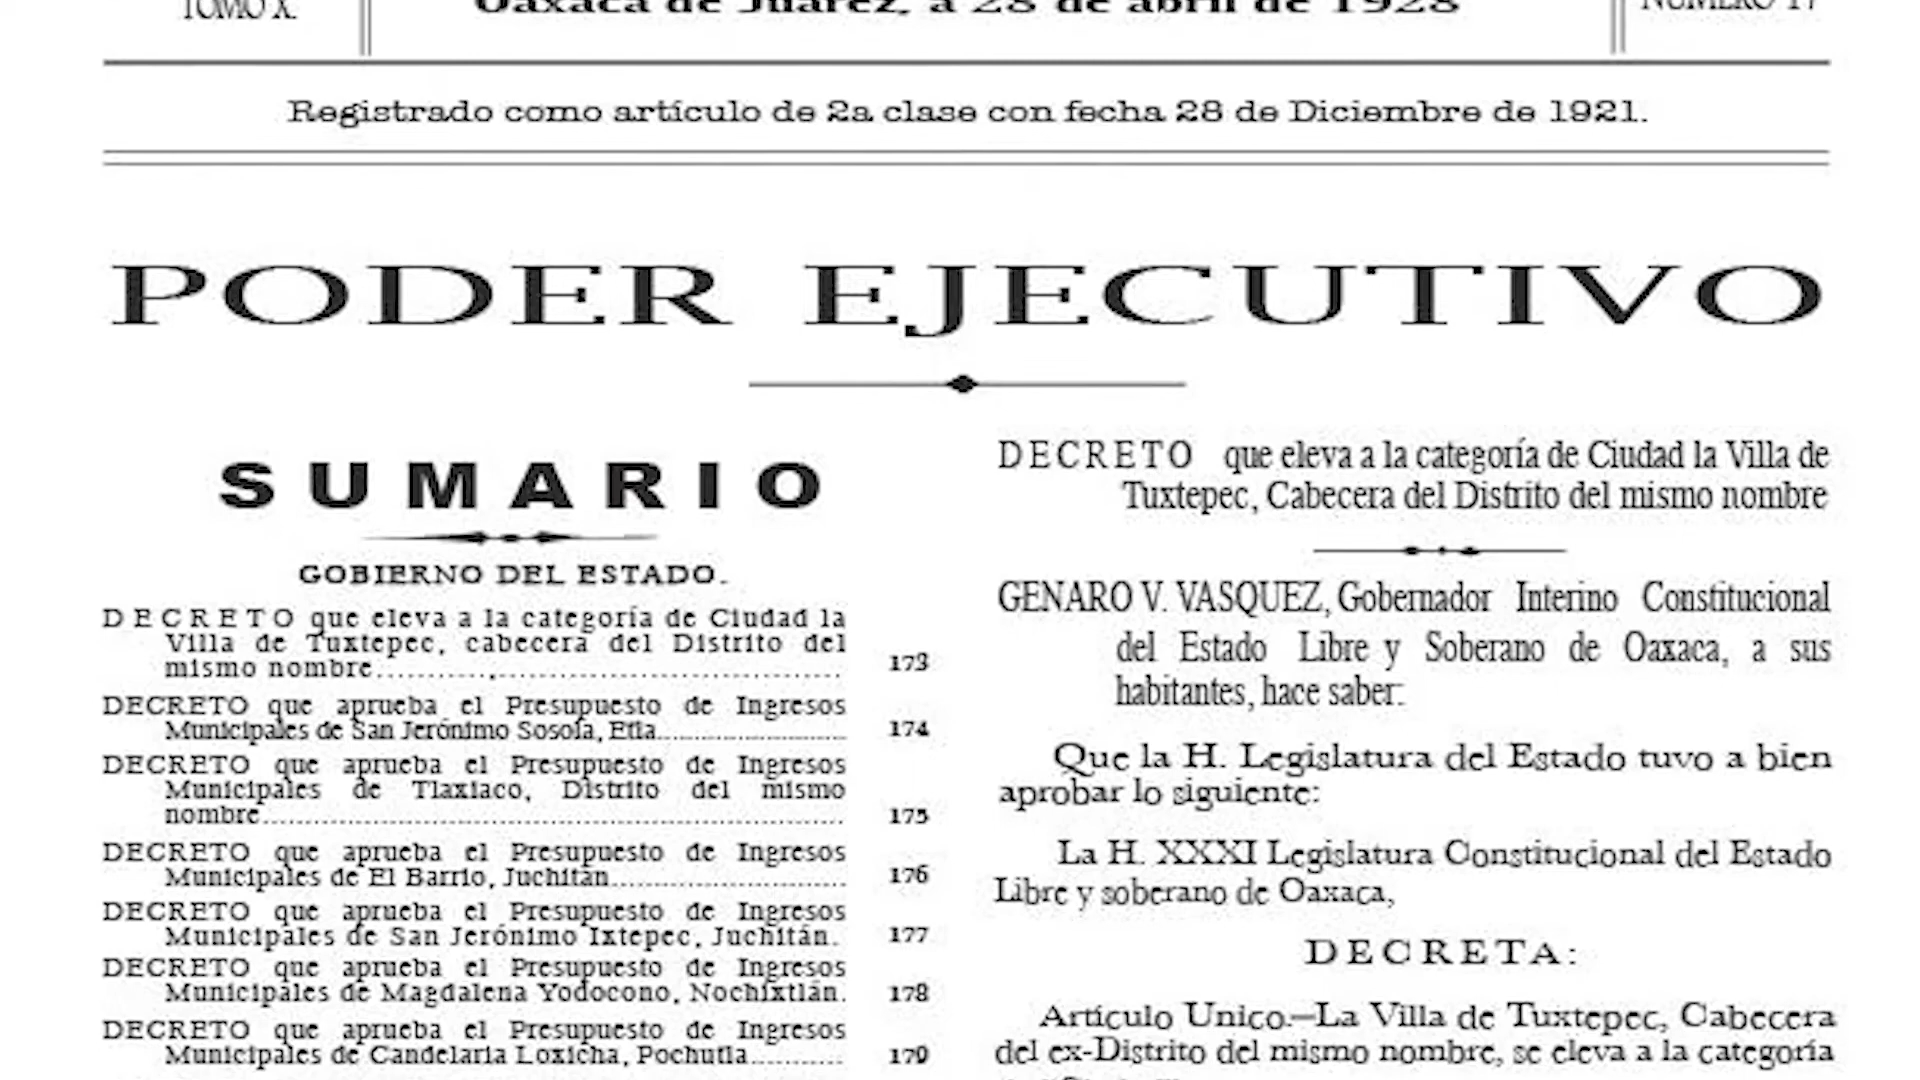 TOMO X.
Oaxaca de Juárez, a 28 de abril de 1928
NUMERO 17
Registrado como artículo de 2a clase con fecha 28 de Diciembre de 1921.
PODER EJECUTIVO
SUMARIO
GOBIERNO DEL ESTADO.
DECRETO que eleva a la categoría de Ciudad la
Villa de Tuxtepec, cabecera del Distrito del
mismo nombre........................ 173
DECRETO que aprueba el Presupuesto de Ingresos
Municipales de San Jerónimo Sosola, Etla........................ 174
DECRETO que aprueba el Presupuesto de Ingresos
Municipales de Tlaxiaco, Distrito del mismo
nombre........................ 175
DECRETO que aprueba el Presupuesto de Ingresos
Municipales de El Barrio, Juchitán........................ 176
DECRETO que aprueba el Presupuesto de Ingresos
Municipales de San Jerónimo Ixtepec, Juchitán. 177
DECRETO que aprueba el Presupuesto de Ingresos
Municipales de Magdalena Yodocono, Nochixtlán. 178
DECRETO que aprueba el Presupuesto de Ingresos
Municipales de Candelaria Loxicha, Pochutla........... 179
DECRETO que eleva a la categoría de Ciudad la Villa de
Tuxtepec, Cabecera del Distrito del mismo nombre
GENARO V. VASQUEZ, Gobernador Interino Constitucional
del Estado Libre y Soberano de Oaxaca, a sus
habitantes, hace saber:
Que la H. Legislatura del Estado tuvo a bien
aprobar lo siguiente:
La H. XXXI Legislatura Constitucional del Estado
Libre y soberano de Oaxaca,
DECRETA:
Artículo Unico.—La Villa de Tuxtepec, Cabecera
del ex-Distrito del mismo nombre, se eleva a la categoría